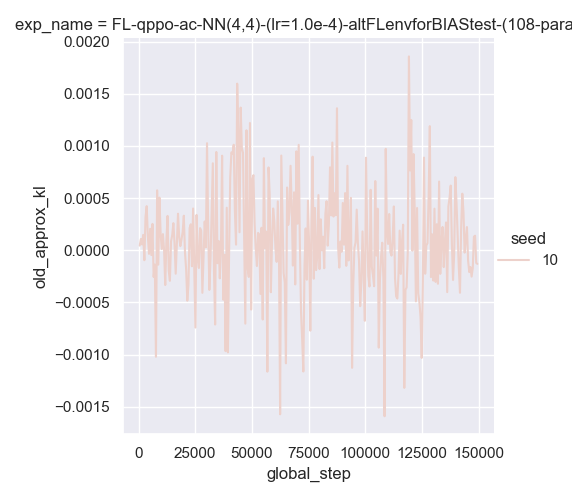 exp_name = FL-qppo-ac-NN(4,4)-(lr=1.0e-4)-altFLenvforBIAStest-(108-para
0.0020
0.0015
0.0010
0.0005
0.0000
−0.0005
−0.0010
−0.0015
old_approx_kl
seed
10
0 25000 50000 75000 100000 125000 150000
global_step